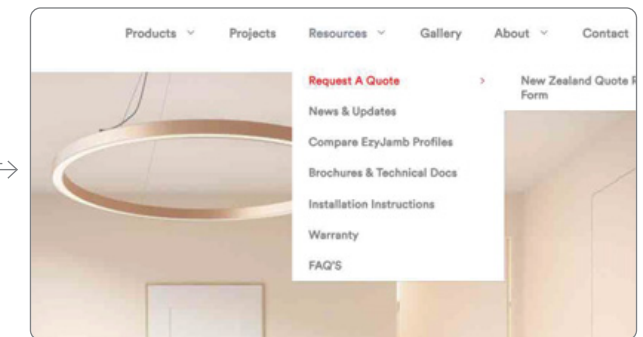 Products Projects Resources Gallery About Contact
Request A Quote
New Zealand Quote
Form
News & Updates
Compare EzyJamb Profiles
Brochures & Technical Docs
Installation Instructions
Warranty
FAQ'S